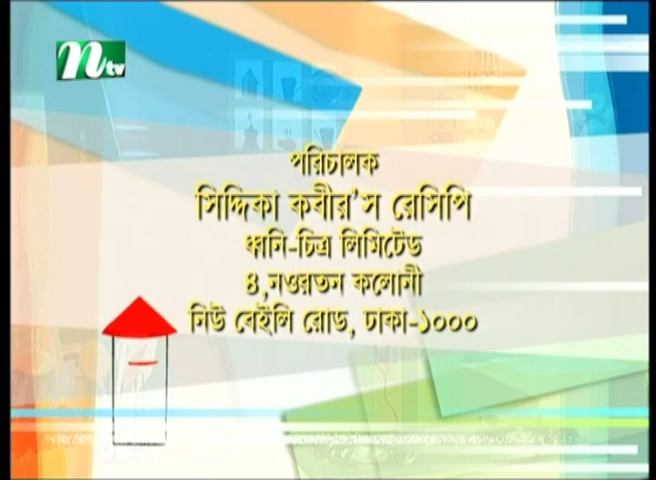 ntv
পরিচালক
সিদ্দিকা কবীর'স রেসিপি
ধ্বনি-চিত্র লিমিটেড
৪,নওরতন কলোনী
নিউ বেইলি রোড, ঢাকা-১০০০